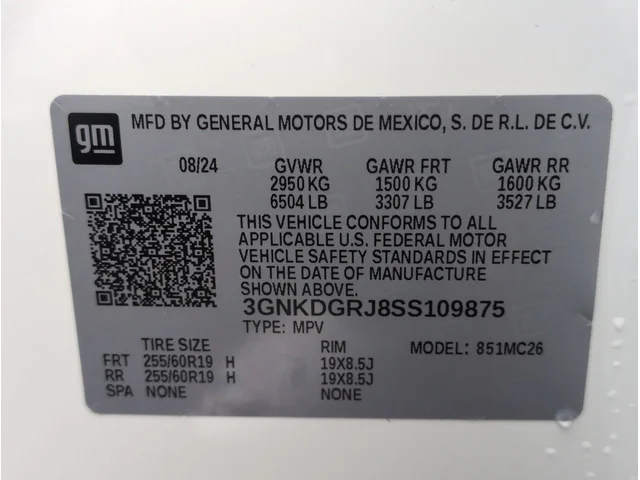 gm MFD BY GENERAL MOTORS DE MEXICO, S. DE R.L. DE C.V.
08/24 GVWR GAWR FRT GAWR RR
2950 KG 1500 KG 1600 KG
6504 LB 3307 LB 3527 LB
THIS VEHICLE CONFORMS TO ALL
APPLICABLE U.S. FEDERAL MOTOR
VEHICLE SAFETY STANDARDS IN EFFECT
ON THE DATE OF MANUFACTURE
SHOWN ABOVE.
3GNKDGRJ8SS109875
TYPE: MPV
TIRE SIZE RIM MODEL: 851MC26
FRT 255/60R19 H 19X8.5J
RR 255/60R19 H 19X8.5J
SPA NONE NONE